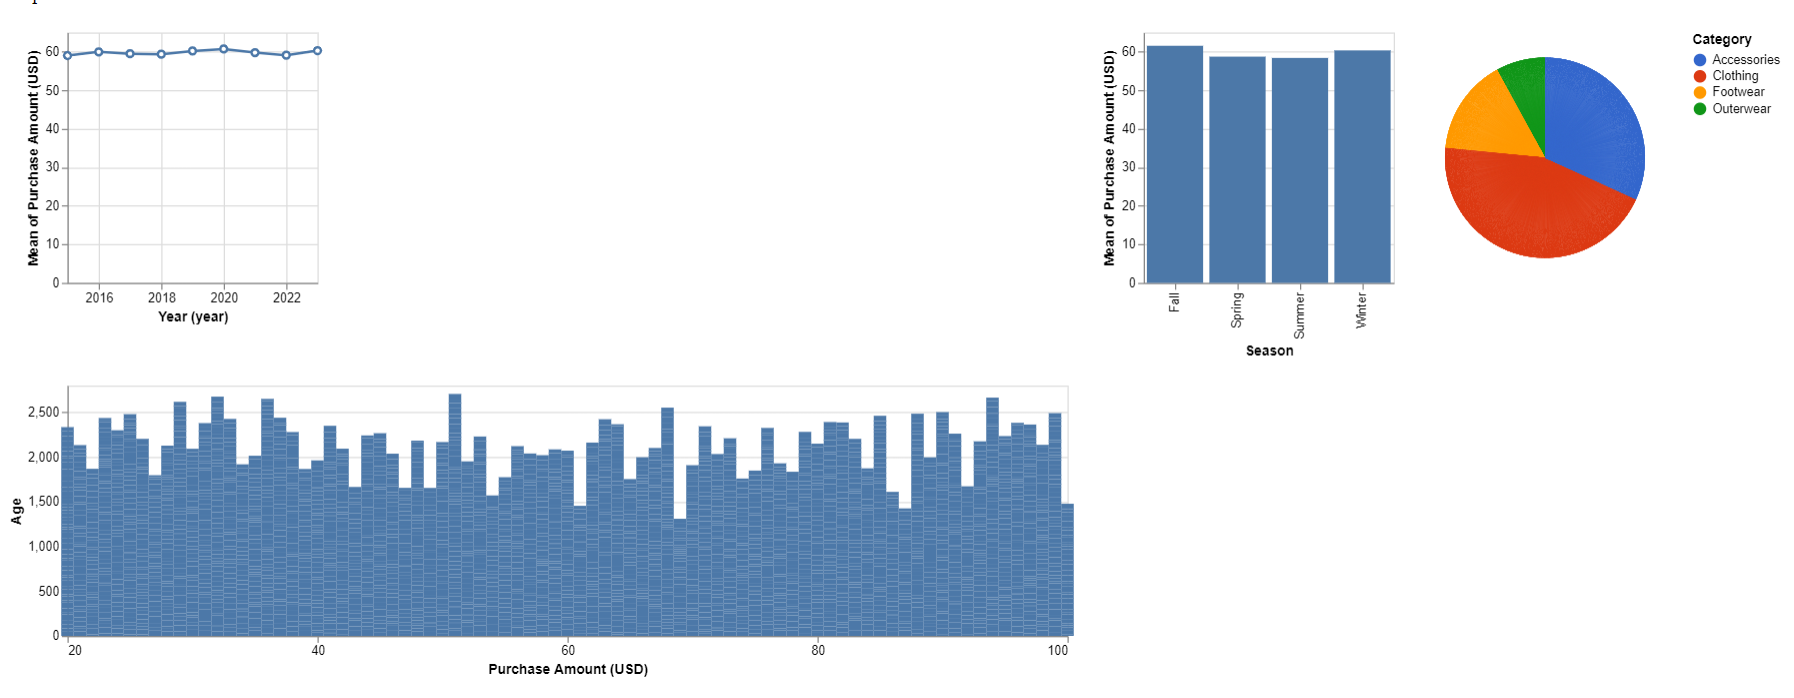 Mean of Purchase Amount (USD)
60
50
40
30
20
10
0
2016 2018 2020 2022
Year (year)
Mean of Purchase Amount (USD)
60
50
40
30
20
10
0
Fall Spring Summer Winter
Season
Category
Accessories
Clothing
Footwear
Outerwear
Age
2,500
2,000
1,500
1,000
500
0
20 40 60 80 100
Purchase Amount (USD)